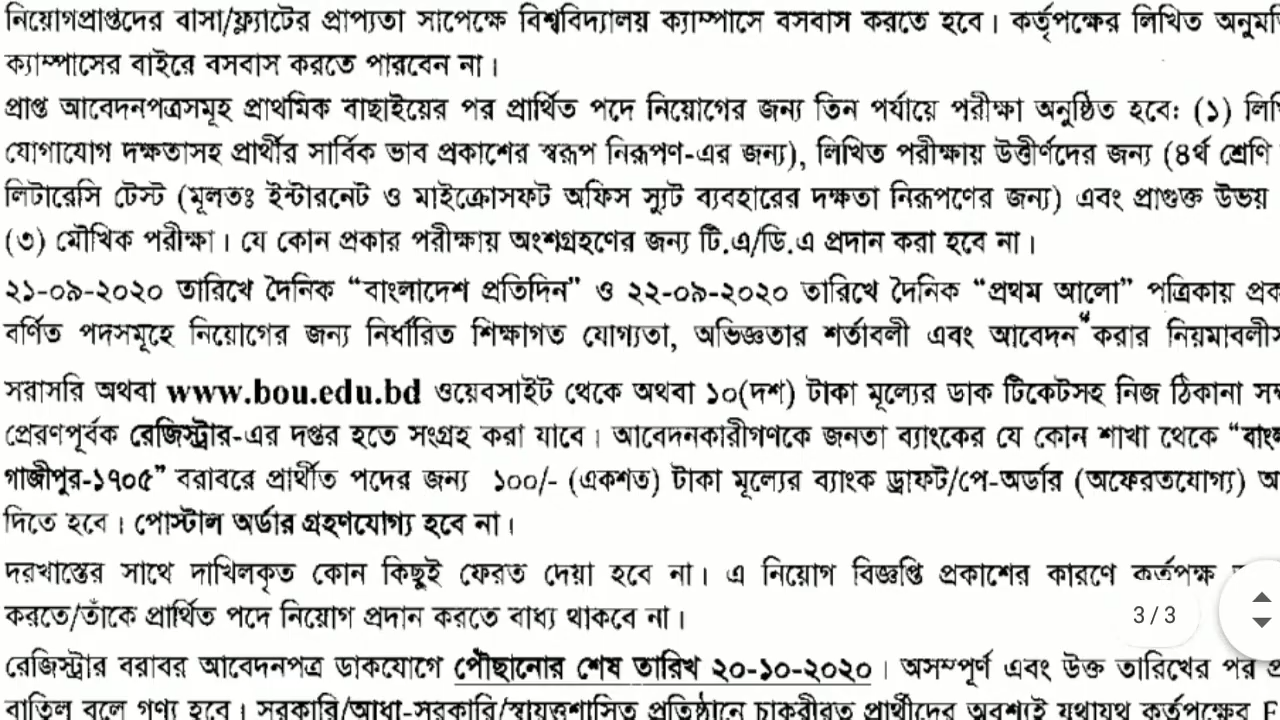 নিয়োগপ্রাপ্তদের বাসা/ফ্ল্যাটের প্রাপ্যতা সাপেক্ষে বিশ্ববিদ্যালয় ক্যাম্পাসে বসবাস করতে হবে। কর্তৃপক্ষের লিখিত
ক্যাম্পাসের বাইরে বসবাস করতে পারবেন না।
প্রাপ্ত আবেদনপত্রসমূহ প্রাথমিক বাছাইয়ের পর প্রার্থিত পদে নিয়োগের জন্য তিন পর্যায়ে পরীক্ষা অনুষ্ঠিত হবে: (১)
যোগাযোগ দক্ষতাসহ প্রার্থীর সার্বিক ভাব প্রকাশের স্বরূপ নিরূপণ-এর জন্য), লিখিত পরীক্ষায় উত্তীর্ণদের জন্য (৪র্থ শ্রেণি
লিটারেসি টেস্ট (মূলতঃ ইন্টারনেট ও মাইক্রোসফট অফিস স্যুট ব্যবহারের দক্ষতা নিরূপণের জন্য) এবং প্রাগুক্ত উভয়
(৩) মৌখিক পরীক্ষা। যে কোন প্রকার পরীক্ষায় অংশগ্রহণের জন্য টি.এ/ডি.এ প্রদান করা হবে না।
২১-০৯-২০২০ তারিখে দৈনিক “বাংলাদেশ প্রতিদিন” ও ২২-০৯-২০২০ তারিখে দৈনিক “প্রথম আলো” পত্রিকায়
বর্ণিত পদসমূহে নিয়োগের জন্য নির্ধারিত শিক্ষাগত যোগ্যতা, অভিজ্ঞতার শর্তাবলী এবং আবেদন করার
সরাসরি অথবা www.bou.edu.bd ওয়েবসাইট থেকে অথবা ১০(দশ) টাকা মূল্যের ডাক টিকেটসহ নিজ ঠিকানা
প্রেরণপূর্বক রেজিস্ট্রার-এর দপ্তর হতে সংগ্রহ করা যাবে। আবেদনকারীগণকে জনতা ব্যাংকের যে কোন শাখা থেকে
গাজীপুর-১৭০৫” বরাবরে প্রার্থীত পদের জন্য ১০০/- (একশত) টাকা মূল্যের ব্যাংক ড্রাফট/পে-অর্ডার (অফেরতযোগ্য)
দিতে হবে। পোস্টাল অর্ডার গ্রহণযোগ্য হবে না।
দরখাস্তের সাথে দাখিলকৃত কোন কিছুই ফেরত দেয়া হবে না। এ নিয়োগ বিজ্ঞপ্তি প্রকাশের কারণে কর্তৃপক্ষ
করতে/তাঁকে প্রার্থিত পদে নিয়োগ প্রদান করতে বাধ্য থাকবে না।
3/3
রেজিস্ট্রার বরাবর আবেদনপত্র ডাকযোগে পৌঁছানোর শেষ তারিখ ২০-১০-২০২০। অসম্পূর্ণ এবং উক্ত তারিখের পর
বাতিল বলে গণ্য হবে। সরকারি/আধা-সরকারি/স্বায়ত্তশাসিত প্রতিষ্ঠানে চাকরীরত প্রার্থীদের অবশ্যই যথাযথ কর্তৃপক্ষের